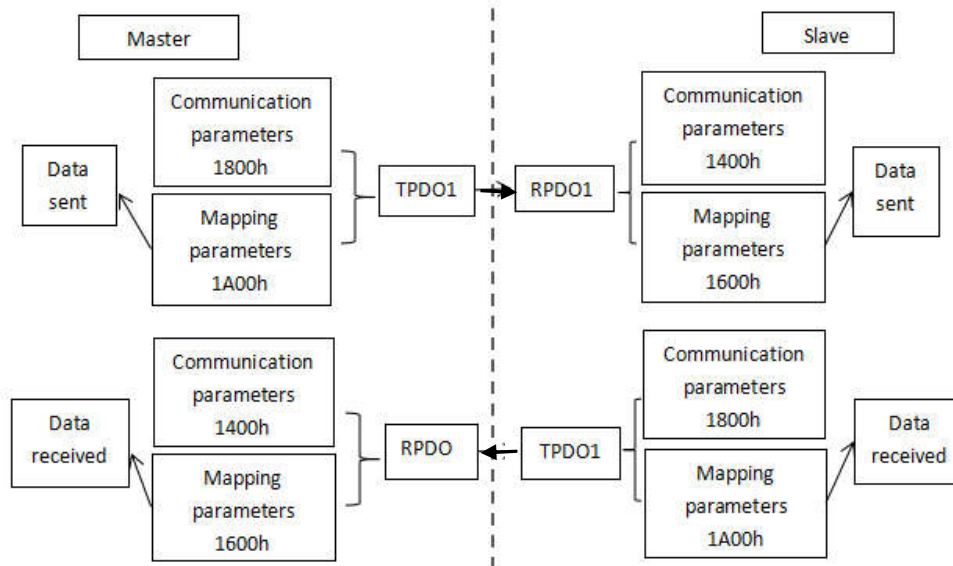 Master
Slave
Communication
parameters
1800h
Data
sent
Mapping
parameters
1A00h
TPDO1
RPDO1
Communication
parameters
1400h
Mapping
parameters
1600h
Data
sent
Communication
parameters
1400h
Data
received
Mapping
parameters
1600h
RPDO
TPDO1
Communication
parameters
1800h
Mapping
parameters
1A00h
Data
received